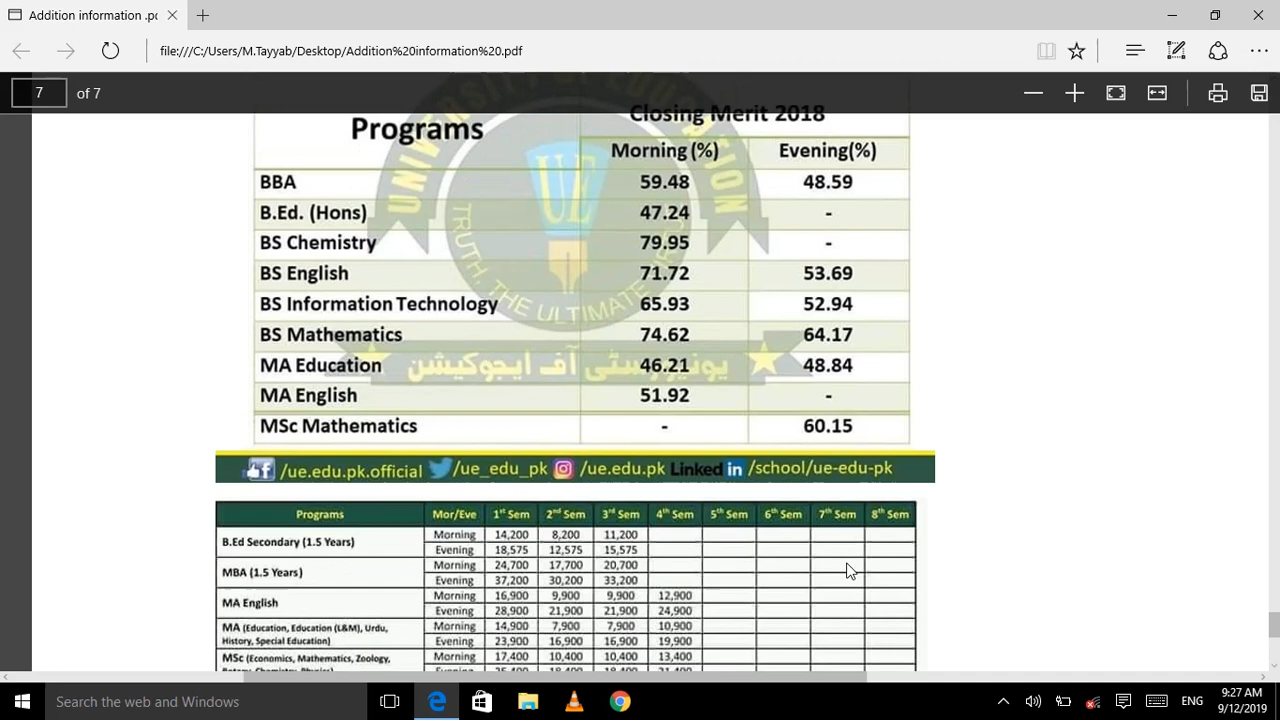 Addition information .pc
file:///C:/Users/M.Tayyab/Desktop/Addition%20information%20.pdf
7 of 7
Programs Closing Merit 2018
Morning (%) Evening(%)
BBA 59.48 48.59
B.Ed. (Hons) 47.24 -
BS Chemistry 79.95 -
BS English 71.72 53.69
BS Information Technology 65.93 52.94
BS Mathematics 74.62 64.17
MA Education 46.21 48.84
MA English 51.92 -
MSc Mathematics - 60.15
UE
TRUTH, THE ULTIMATE
یونیورسٹی آف ایجوکیشن
/ue.edu.pk.official /ue_edu_pk /ue.edu.pk Linked in /school/ue-edu-pk
Programs Mor/Eve 1st Sem 2nd Sem 3rd Sem 4th Sem 5th Sem 6th Sem 7th Sem 8th Sem
B.Ed Secondary (1.5 Years) Morning 14,200 8,200 11,200
Evening 18,575 12,575 15,575
MBA (1.5 Years) Morning 24,700 17,700 20,700
Evening 37,200 30,200 33,200
MA English Morning 16,900 9,900 9,900 12,900
Evening 28,900 21,900 21,900 24,900
MA (Education, Education (L&M), Urdu, Morning 14,900 7,900 7,900 10,900
History, Special Education) Evening 23,900 16,900 16,900 19,900
MSc (Economics, Mathematics, Zoology, Morning 17,400 10,400 10,400 13,400
Search the web and Windows
ENG
9:27 AM
9/12/2019